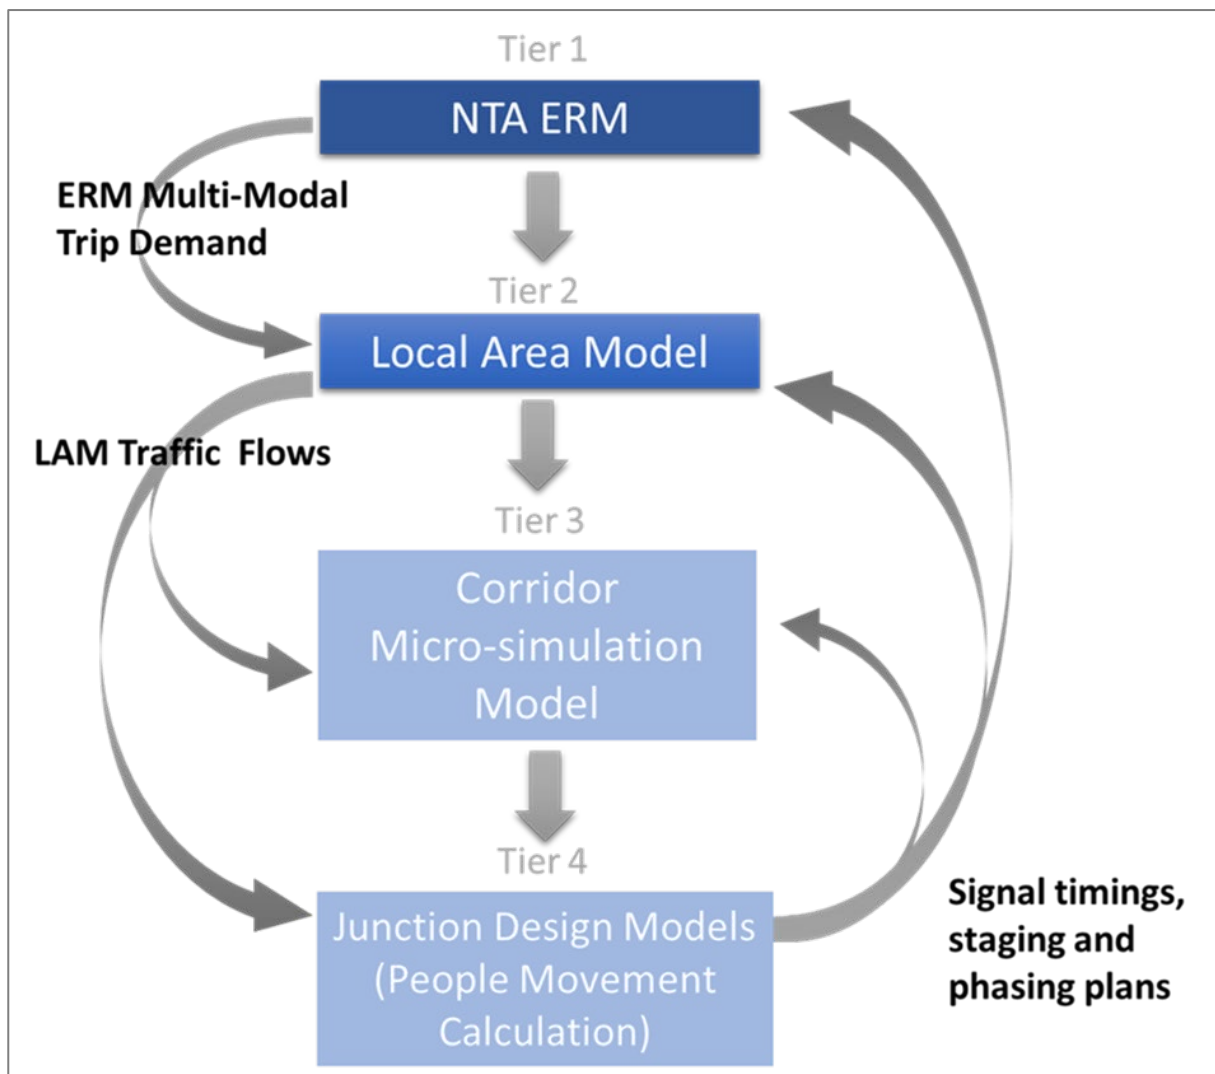 Tier 1
NTA ERM
ERM Multi-Modal
Trip Demand
Tier 2
Local Area Model
LAM Traffic Flows
Tier 3
Corridor
Micro-simulation
Model
Tier 4
Junction Design Models
(People Movement
Calculation)
Signal timings,
staging and
phasing plans